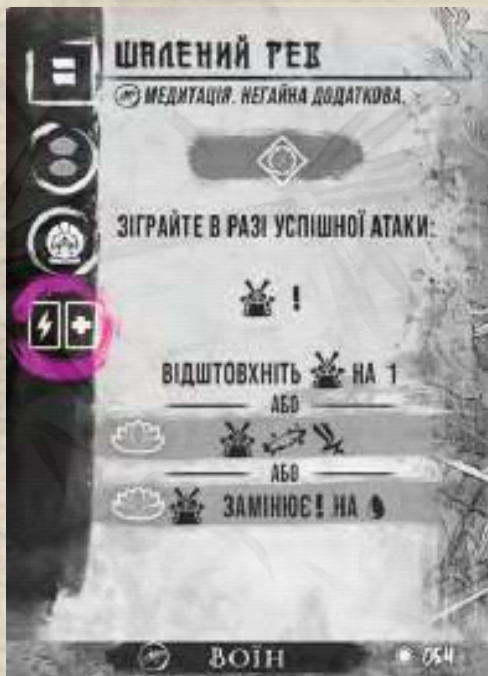 ШАЛЕНИЙ РЕВ
МЕДИТАЦІЯ. НЕГАЙНА ДОДАТКОВА.
ЗІГРАЙТЕ В РАЗІ УСПІШНОЇ АТАКИ:
!
ВІДШТОВХНІТЬ НА 1
АБО
АБО
ЗАМІНЮЄ ! НА
ВОЇН
054